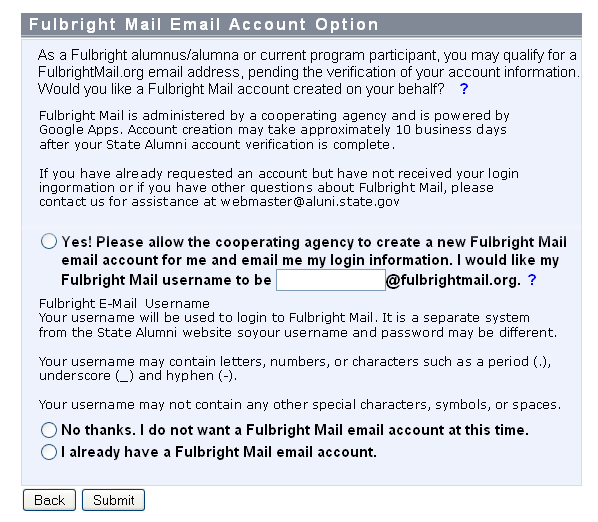 Fulbright Mail Email Account Option
As a Fulbright alumnus/alumna or current program participant, you may qualify for a
FulbrightMail.org email address, pending the verification of your account information.
Would you like a Fulbright Mail account created on your behalf? ?
Fulbright Mail is administered by a cooperating agency and is powered by
Google Apps. Account creation may take approximately 10 business days
after your State Alumni account verification is complete.
If you have already requested an account but have not received your login
ingormation or if you have other questions about Fulbright Mail, please
contact us for assistance at webmaster@aluni.state.gov
Yes! Please allow the cooperating agency to create a new Fulbright Mail
email account for me and email me my login information. I would like my
Fulbright Mail username to be @fulbrightmail.org. ?
Fulbright E-Mail Username
Your username will be used to login to Fulbright Mail. It is a separate system
from the State Alumni website soyour username and password may be different.
Your username may contain letters, numbers, or characters such as a period (.),
underscore (_) and hyphen (-).
Your username may not contain any other special characters, symbols, or spaces.
No thanks. I do not want a Fulbright Mail email account at this time.
I already have a Fulbright Mail email account.
Back Submit